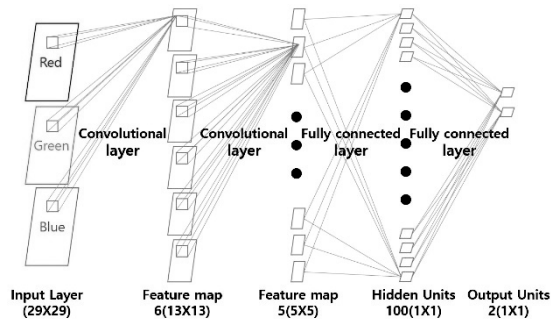 Red
Green
Blue
Convolutional
layer
Convolutional
layer
Fully connected
layer
Fully connected
layer
Input Layer
(29X29)
Feature map
6(13X13)
Feature map
5(5X5)
Hidden Units
100(1X1)
Output Units
2(1X1)